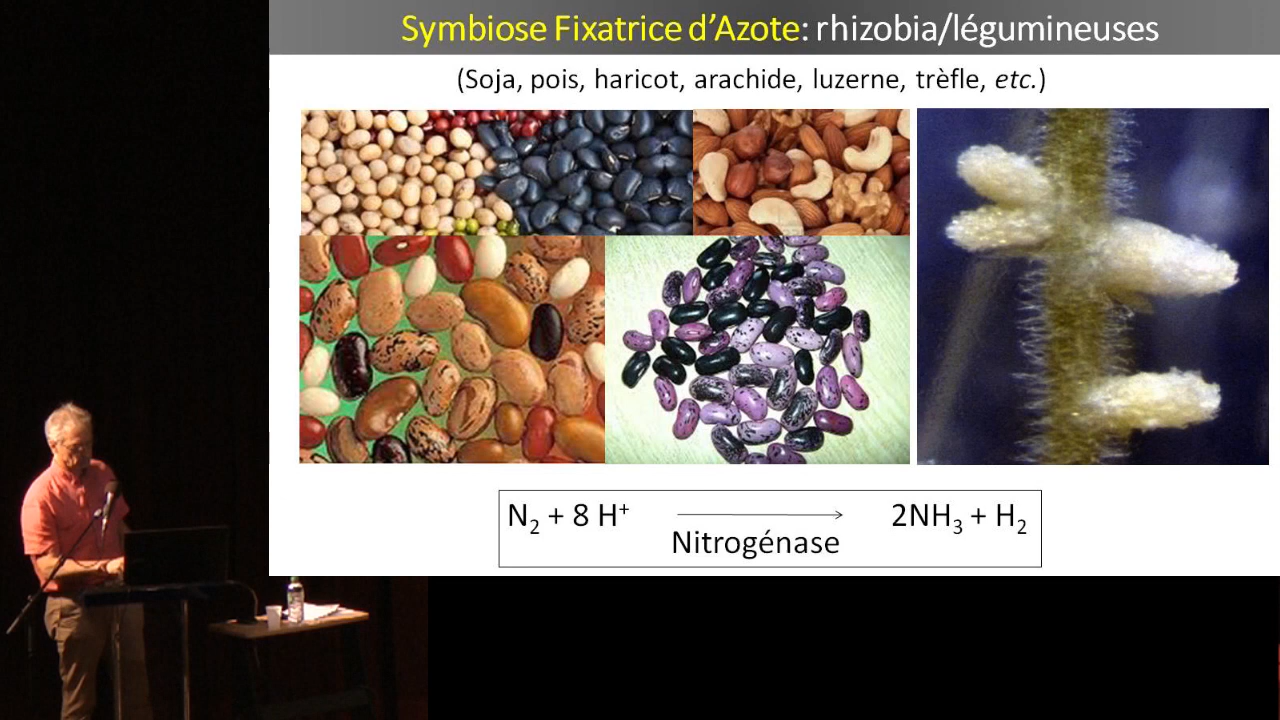 Symbiose Fixatrice d’Azote: rhizobia/légumineuses
(Soja, pois, haricot, arachide, luzerne, trèfle, etc.)
N₂ + 8 H⁺ → 2NH₃ + H₂
Nitrogénase